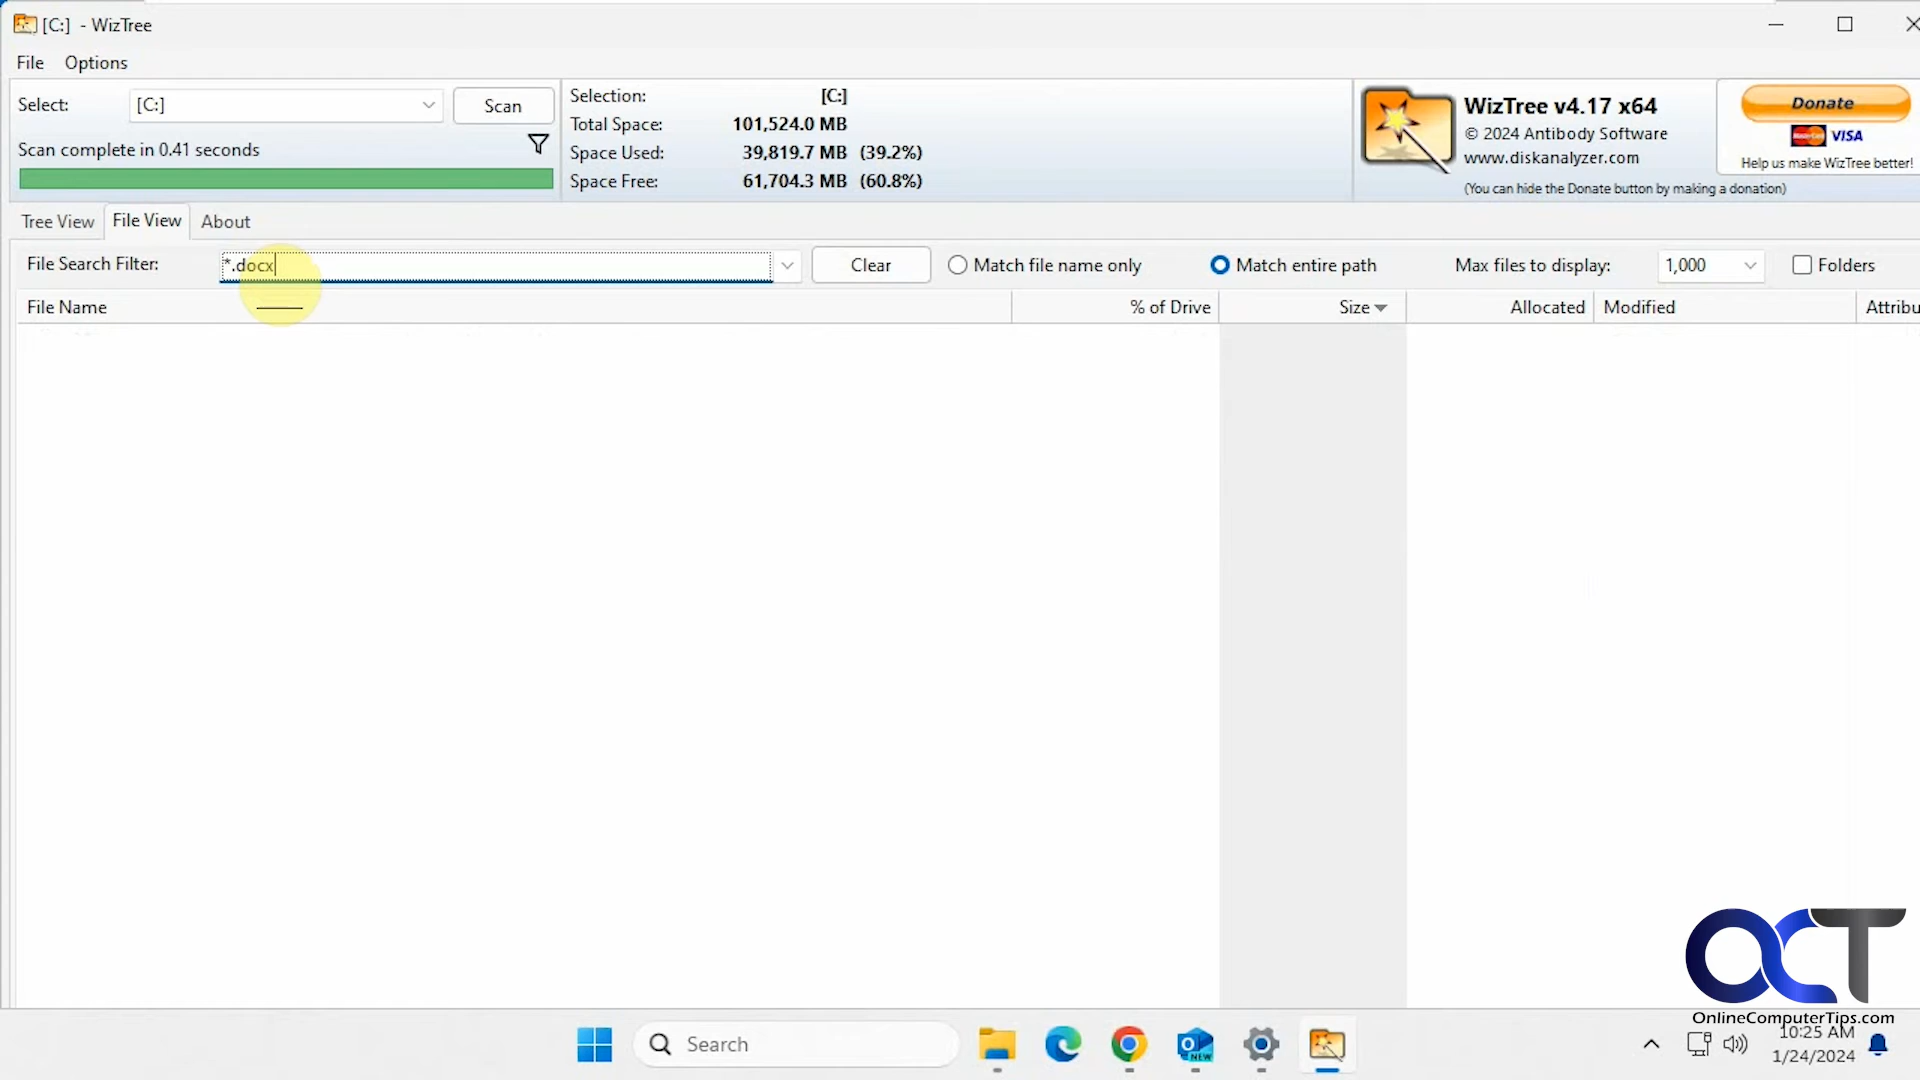 [C:] - WizTree
File Options
Select: [C:] Scan
Scan complete in 0.41 seconds
Selection: [C:]
Total Space: 101,524.0 MB
Space Used: 39,819.7 MB (39.2%)
Space Free: 61,704.3 MB (60.8%)
WizTree v4.17 x64
© 2024 Antibody Software
www.diskanalyzer.com
(You can hide the Donate button by making a donation)
Donate
MasterCard VISA
Help us make WizTree better!
Tree View File View About
File Search Filter: *.docx Clear Match file name only Match entire path Max files to display: 1,000 Folders
File Name % of Drive Size Allocated Modified Attribu
OCT
OnlineComputerTips.com
Search
NEW
10:25 AM
1/24/2024